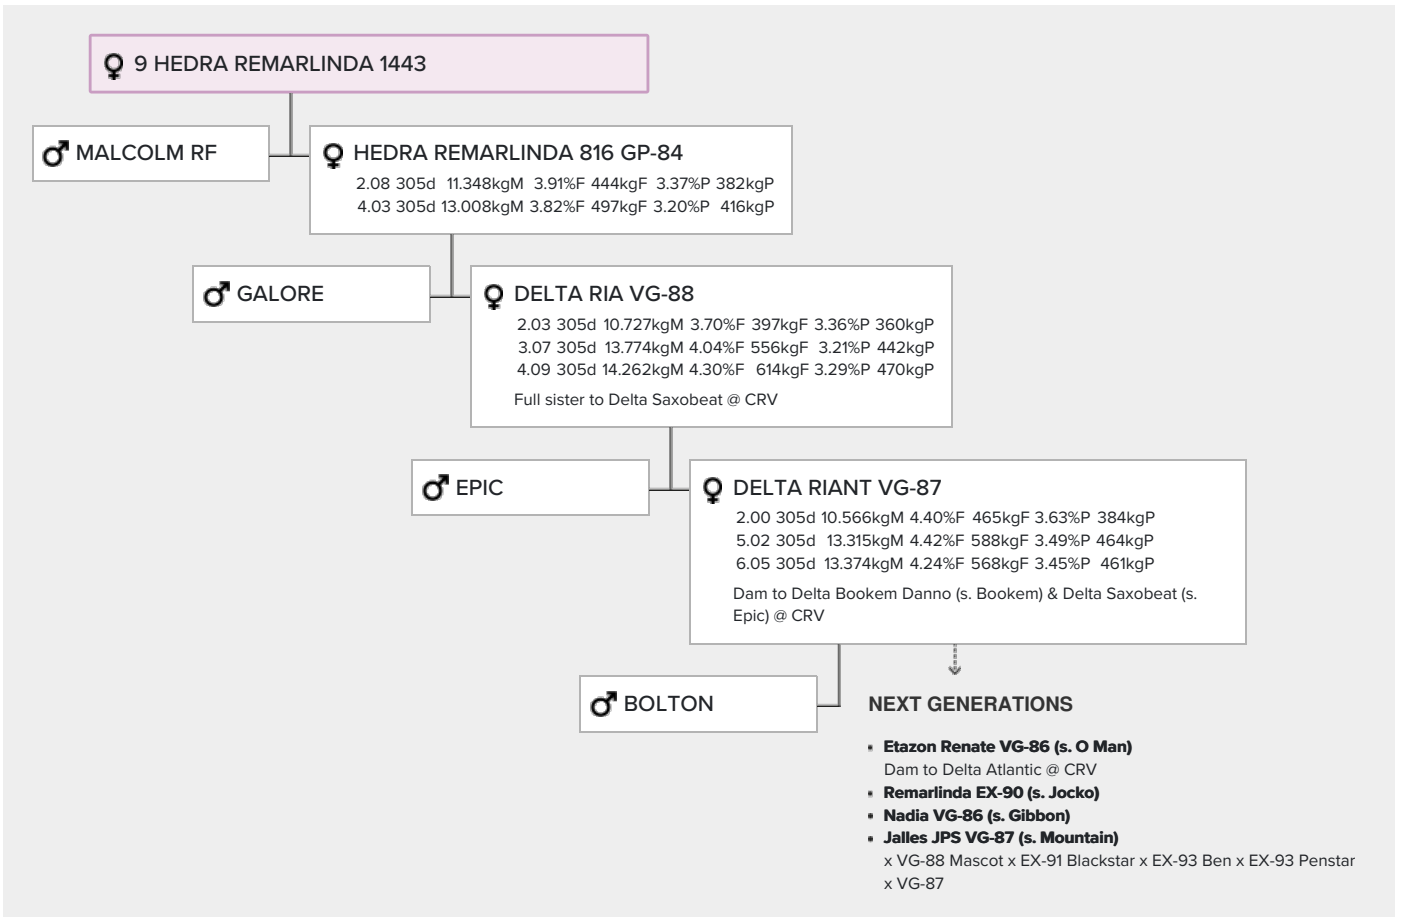 9 HEDRA REMARLINDA 1443
MALCOLM RF
HEDRA REMARLINDA 816 GP-84
2.08 305d 11.348kgM 3.91%F 444kgF 3.37%P 382kgP
4.03 305d 13.008kgM 3.82%F 497kgF 3.20%P 416kgP
GALORE
DELTA RIA VG-88
2.03 305d 10.727kgM 3.70%F 397kgF 3.36%P 360kgP
3.07 305d 13.774kgM 4.04%F 556kgF 3.21%P 442kgP
4.09 305d 14.262kgM 4.30%F 614kgF 3.29%P 470kgP
Full sister to Delta Saxobeat @ CRV
EPIC
DELTA RIANT VG-87
2.00 305d 10.566kgM 4.40%F 465kgF 3.63%P 384kgP
5.02 305d 13.315kgM 4.42%F 588kgF 3.49%P 464kgP
6.05 305d 13.374kgM 4.24%F 568kgF 3.45%P 461kgP
Dam to Delta Bookem Danno (s. Bookem) & Delta Saxobeat (s.
Epic) @ CRV
BOLTON
NEXT GENERATIONS
▪ Etazon Renate VG-86 (s. O Man)
Dam to Delta Atlantic @ CRV
▪ Remarlinda EX-90 (s. Jocko)
▪ Nadia VG-86 (s. Gibbon)
▪ Jalles JPS VG-87 (s. Mountain)
x VG-88 Mascot x EX-91 Blackstar x EX-93 Ben x EX-93 Penstar
x VG-87